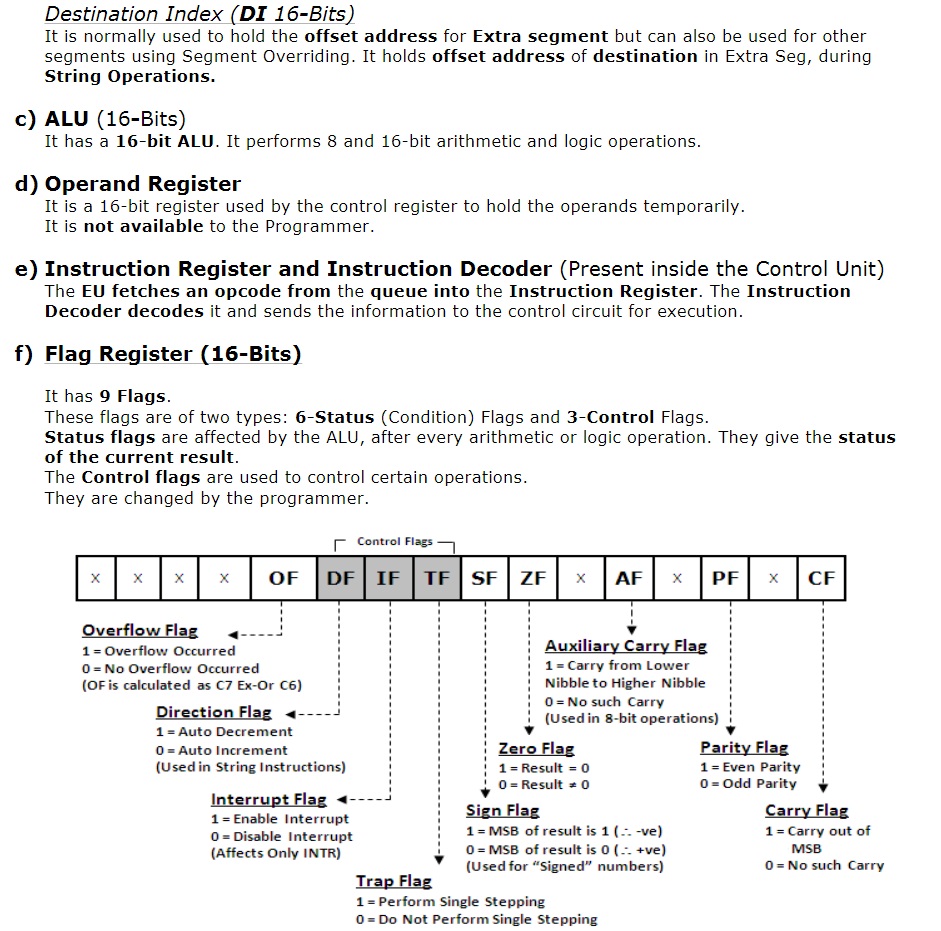 Destination Index (DI 16-Bits)
It is normally used to hold the offset address for Extra segment but can also be used for other
segments using Segment Overriding. It holds offset address of destination in Extra Seg, during
String Operations.
c) ALU (16-Bits)
It has a 16-bit ALU. It performs 8 and 16-bit arithmetic and logic operations.
d) Operand Register
It is a 16-bit register used by the control register to hold the operands temporarily.
It is not available to the Programmer.
e) Instruction Register and Instruction Decoder (Present inside the Control Unit)
The EU fetches an opcode from the queue into the Instruction Register. The Instruction
Decoder decodes it and sends the information to the control circuit for execution.
f) Flag Register (16-Bits)
It has 9 Flags.
These flags are of two types: 6-Status (Condition) Flags and 3-Control Flags.
Status flags are affected by the ALU, after every arithmetic or logic operation. They give the status
of the current result.
The Control flags are used to control certain operations.
They are changed by the programmer.
Control Flags
x x x x OF DF IF TF SF ZF x AF x PF x CF
Overflow Flag
1 = Overflow Occurred
0 = No Overflow Occurred
(OF is calculated as C7 Ex-Or C6)
Direction Flag
1 = Auto Decrement
0 = Auto Increment
(Used in String Instructions)
Interrupt Flag
1 = Enable Interrupt
0 = Disable Interrupt
(Affects Only INTR)
Trap Flag
1 = Perform Single Stepping
0 = Do Not Perform Single Stepping
Sign Flag
1 = MSB of result is 1 (∴ -ve)
0 = MSB of result is 0 (∴ +ve)
(Used for “Signed” numbers)
Zero Flag
1 = Result = 0
0 = Result ≠ 0
Auxiliary Carry Flag
1 = Carry from Lower
Nibble to Higher Nibble
0 = No such Carry
(Used in 8-bit operations)
Parity Flag
1 = Even Parity
0 = Odd Parity
Carry Flag
1 = Carry out of
MSB
0 = No such Carry